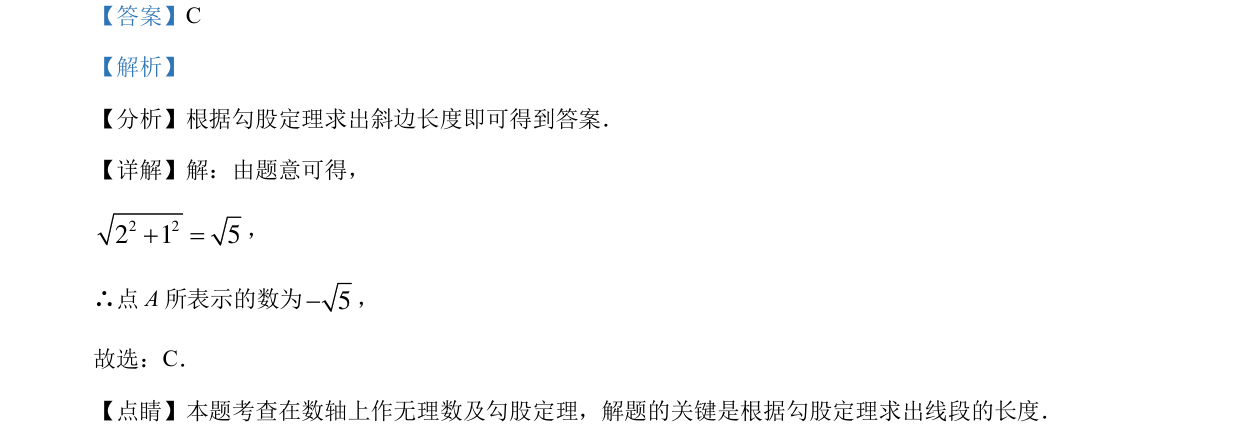 【答案】C
【解析】
【分析】根据勾股定理求出斜边长度即可得到答案．
【详解】解：由题意可得，
√(2²+1²)=√5，
∴点 A 所表示的数为−√5，
故选：C．
【点睛】本题考查在数轴上作无理数及勾股定理，解题的关键是根据勾股定理求出线段的长度．